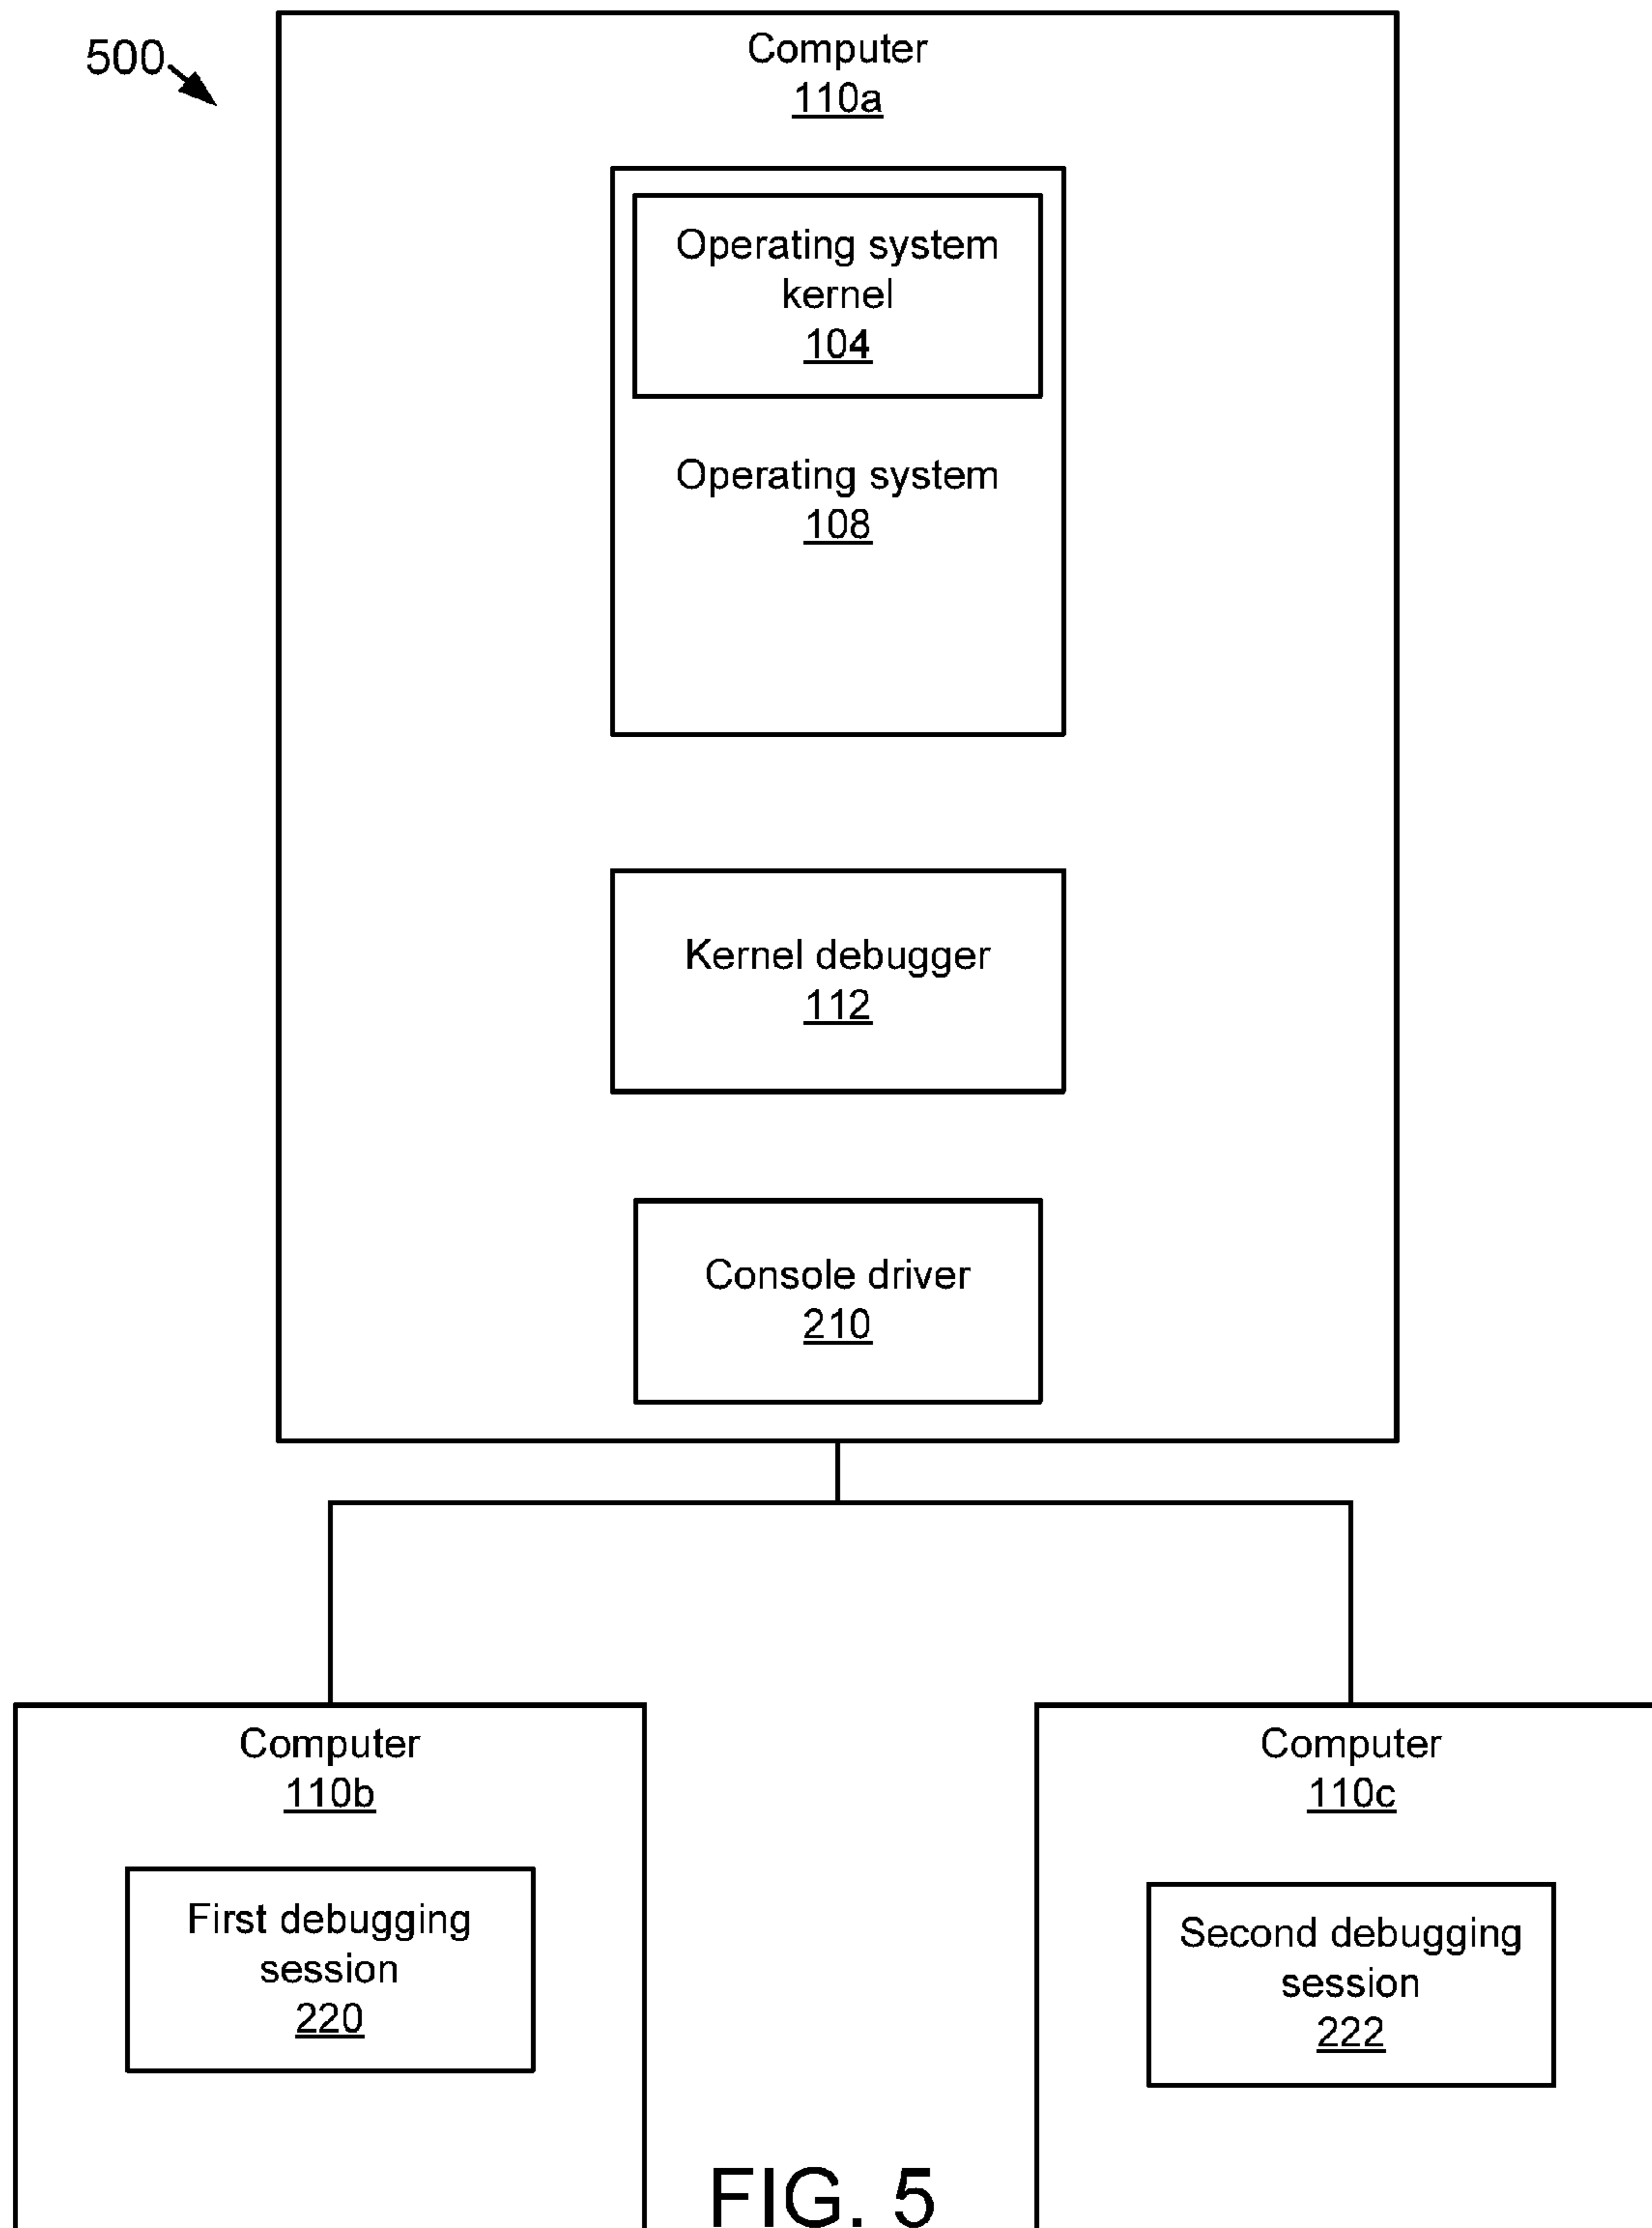 500
Computer
110a
Operating system
kernel
104
Operating system
108
Kernel debugger
112
Console driver
210
Computer
110b
First debugging
session
220
Computer
110c
Second debugging
session
222
FIG. 5